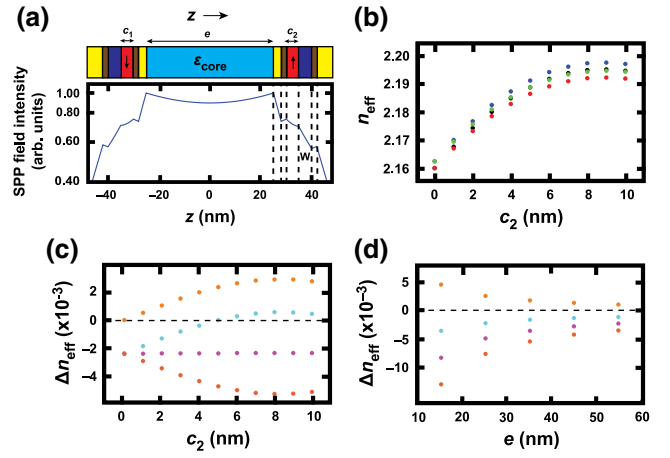 (a)
z
c1
e
c2
εcore
SPP field intensity
(arb. units)
1.00
0.80
0.60
0.40
W
−40 −20 0 20 40
z (nm)
(b)
neff
2.20
2.19
2.18
2.17
2.16
0 2 4 6 8 10
c2 (nm)
(c)
Δneff (x10-3)
2
0
−2
−4
0 2 4 6 8 10
c2 (nm)
(d)
Δneff (x10−3)
5
0
−5
−10
10 20 30 40 50 60
e (nm)